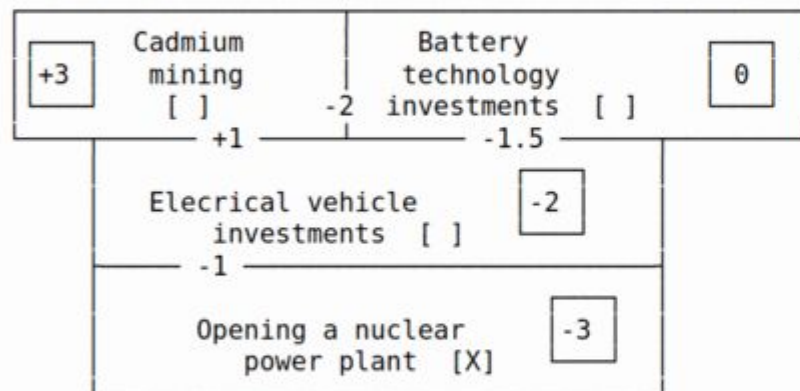 Cadmium Battery
+3 mining technology 0
[ ] -2 investments [ ]
+1 -1.5
Elecrical vehicle -2
investments [ ]
-1
Opening a nuclear -3
power plant [X]